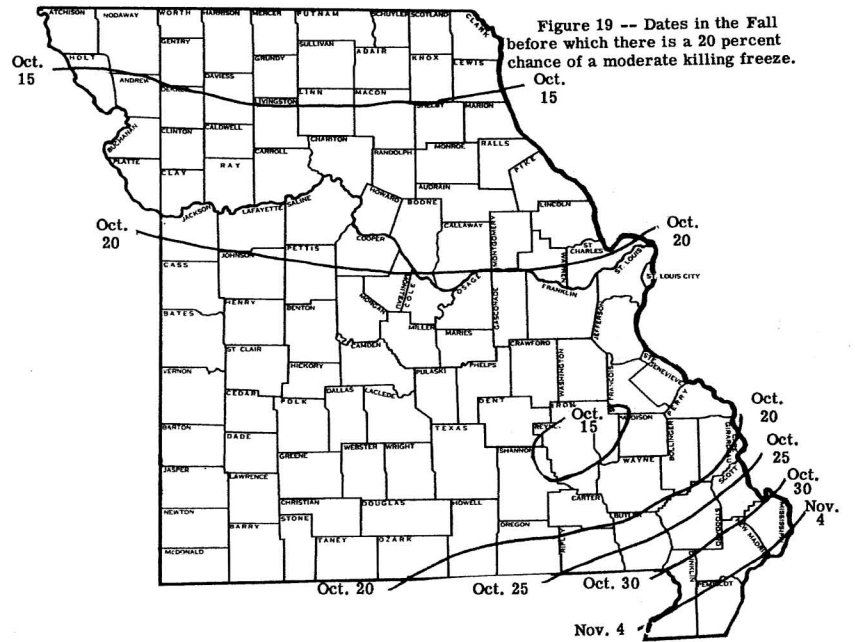 Figure 19 -- Dates in the Fall
before which there is a 20 percent
chance of a moderate killing freeze.
ATCHISON NODAWAY WORTH HARRISON MERCER PUTNAM SCHUYLER SCOTLAND CLARK
GENTRY SULLIVAN ADAIR
HOLT GRUNDY KNOX LEWIS
Oct.
15
ANDREW DAVIESS
LINN MACON
LIVINGSTON SHELBY MARION
Oct.
15
BUCHANAN CLINTON CALDWELL
CHARITON MONROE RALLS
PLATTE CARROLL RANDOLPH PIKE
CLAY RAY
AUDRAIN
HOWARD BOONE LINCOLN
JACKSON LAFAYETTE SALINE
CALLAWAY MONTGOMERY
Oct.
20
COOPER
Oct.
20
JOHNSON PETTIS WARREN ST CHARLES ST. LOUIS
CASS
LOUIS CITY
MONITEAU COLE OSAGE GASCONADE FRANKLIN
HENRY MORGAN
BATES BENTON JEFFERSON
MILLER MARIES
CAMDEN CRAWFORD
ST CLAIR WASHINGTON STE. GENEVIEVE
HICKORY PULASKI PHELPS
VERNON FRANCOIS
CEDAR DALLAS LACLEDE PERRY
POLK DENT IRON
Oct.
20
Oct.
15
MADISON
BARTON TEXAS BOLLINGER GIRARDEAU
DADE
Oct.
25
WEBSTER WRIGHT SHANNON
GREENE WAYNE
JASPER SCOTT
LAWRENCE
Oct.
30
CARTER
CHRISTIAN DOUGLAS HOWELL
NEWTON STONE BUTLER STODDARD MISSISSIPPI
Nov.
4
BARRY OREGON RIPLEY NEW MADRID
TANEY OZARK
McDONALD
Oct. 20 Oct. 25 Oct. 30
PEMISCOT
Nov. 4